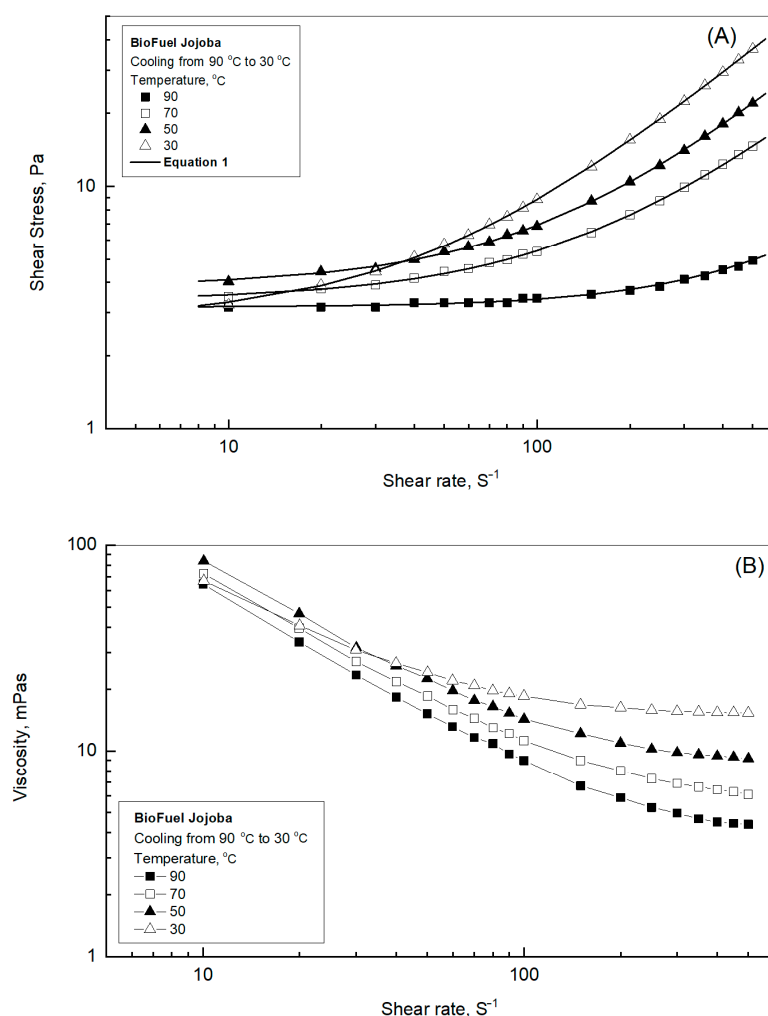 (A)
BioFuel Jojoba
Cooling from 90 °C to 30 °C
Temperature, °C
90
70
50
30
Equation 1
10
1
Shear Stress, Pa
10
100
Shear rate, S⁻¹
(B)
100
10
1
Viscosity, mPas
BioFuel Jojoba
Cooling from 90 °C to 30 °C
Temperature, °C
90
70
50
30
10
100
Shear rate, S⁻¹